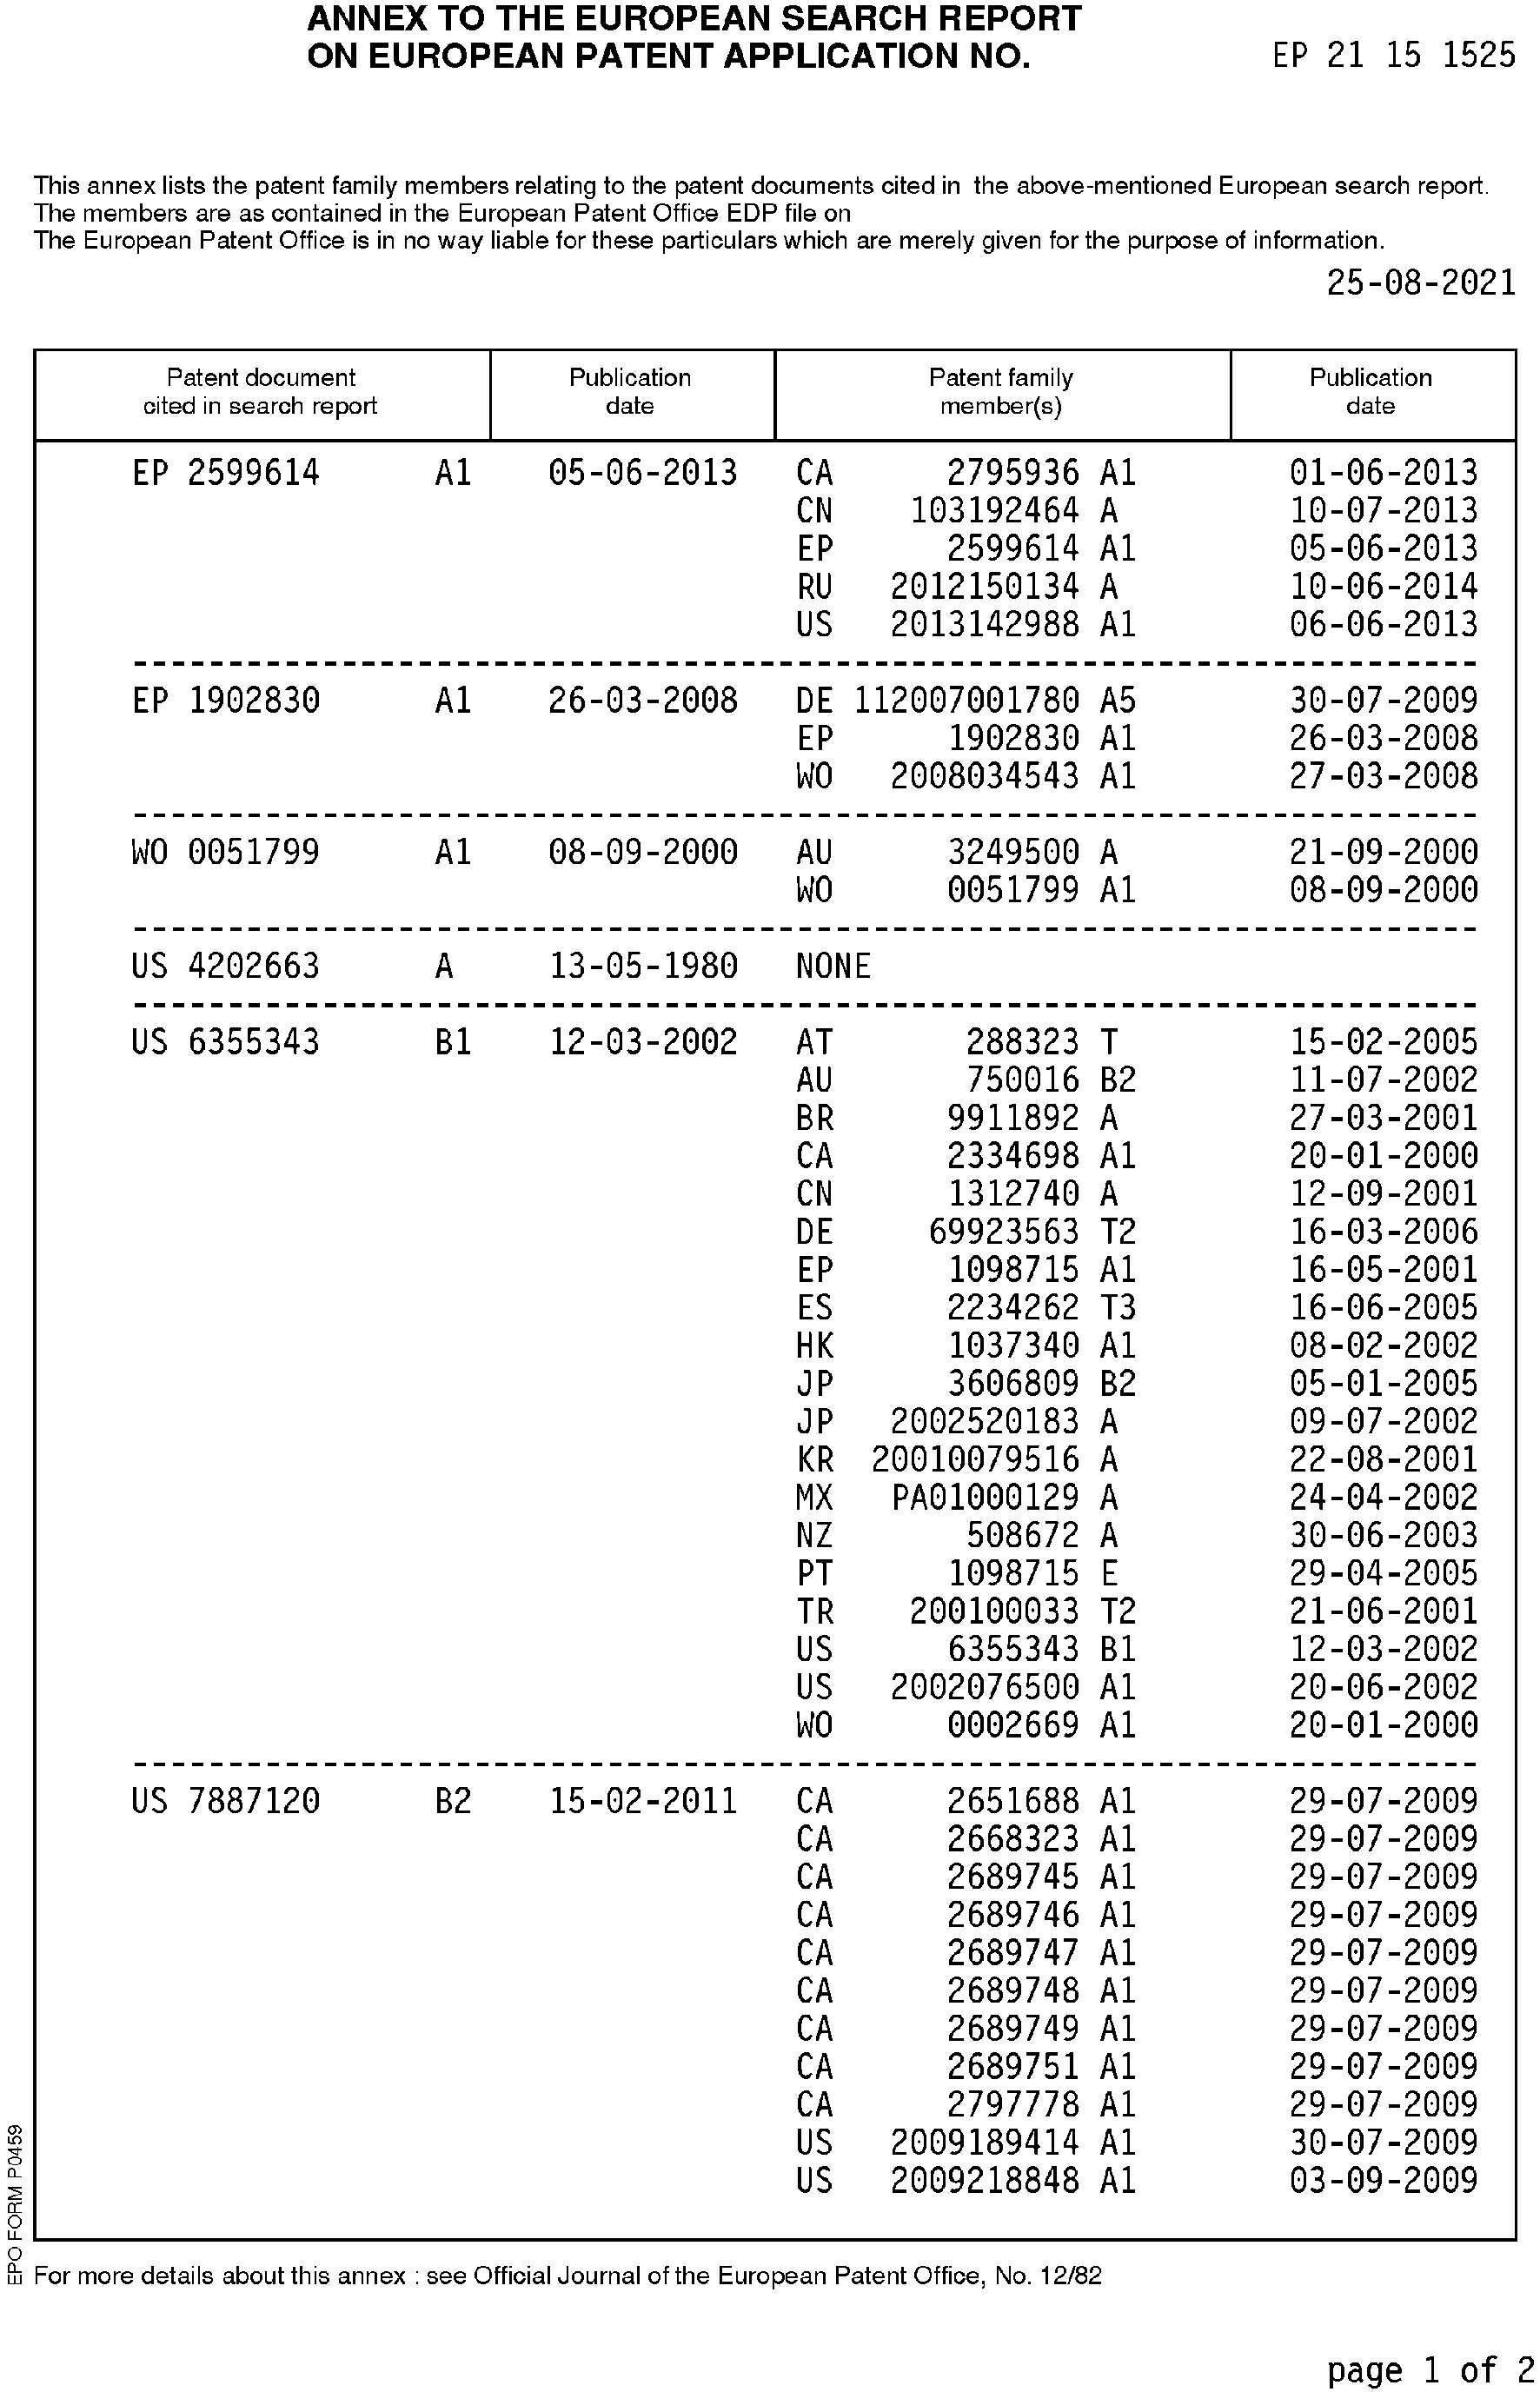 ANNEX TO THE EUROPEAN SEARCH REPORT
ON EUROPEAN PATENT APPLICATION NO. EP 21 15 1525
This annex lists the patent family members relating to the patent documents cited in the above-mentioned European search report.
The members are as contained in the European Patent Office EDP file on
The European Patent Office is in no way liable for these particulars which are merely given for the purpose of information.
25-08-2021
Patent document Publication Patent family Publication
cited in search report date member(s) date
EP 2599614 A1 05-06-2013 CA 2795936 A1 01-06-2013
CN 103192464 A 10-07-2013
EP 2599614 A1 05-06-2013
RU 2012150134 A 10-06-2014
US 2013142988 A1 06-06-2013
EP 1902830 A1 26-03-2008 DE 112007001780 A5 30-07-2009
EP 1902830 A1 26-03-2008
WO 2008034543 A1 27-03-2008
WO 0051799 A1 08-09-2000 AU 3249500 A 21-09-2000
WO 0051799 A1 08-09-2000
US 4202663 A 13-05-1980 NONE
US 6355343 B1 12-03-2002 AT 288323 T 15-02-2005
AU 750016 B2 11-07-2002
BR 9911892 A 27-03-2001
CA 2334698 A1 20-01-2000
CN 1312740 A 12-09-2001
DE 69923563 T2 16-03-2006
EP 1098715 A1 16-05-2001
ES 2234262 T3 16-06-2005
HK 1037340 A1 08-02-2002
JP 3606809 B2 05-01-2005
JP 2002520183 A 09-07-2002
KR 20010079516 A 22-08-2001
MX PA01000129 A 24-04-2002
NZ 508672 A 30-06-2003
PT 1098715 E 29-04-2005
TR 200100033 T2 21-06-2001
US 6355343 B1 12-03-2002
US 2002076500 A1 20-06-2002
WO 0002669 A1 20-01-2000
US 7887120 B2 15-02-2011 CA 2651688 A1 29-07-2009
CA 2668323 A1 29-07-2009
CA 2689745 A1 29-07-2009
CA 2689746 A1 29-07-2009
CA 2689747 A1 29-07-2009
CA 2689748 A1 29-07-2009
CA 2689749 A1 29-07-2009
CA 2689751 A1 29-07-2009
CA 2797778 A1 29-07-2009
US 2009189414 A1 30-07-2009
US 2009218848 A1 03-09-2009
EPO FORM P0459
For more details about this annex : see Official Journal of the European Patent Office, No. 12/82
page 1 of 2